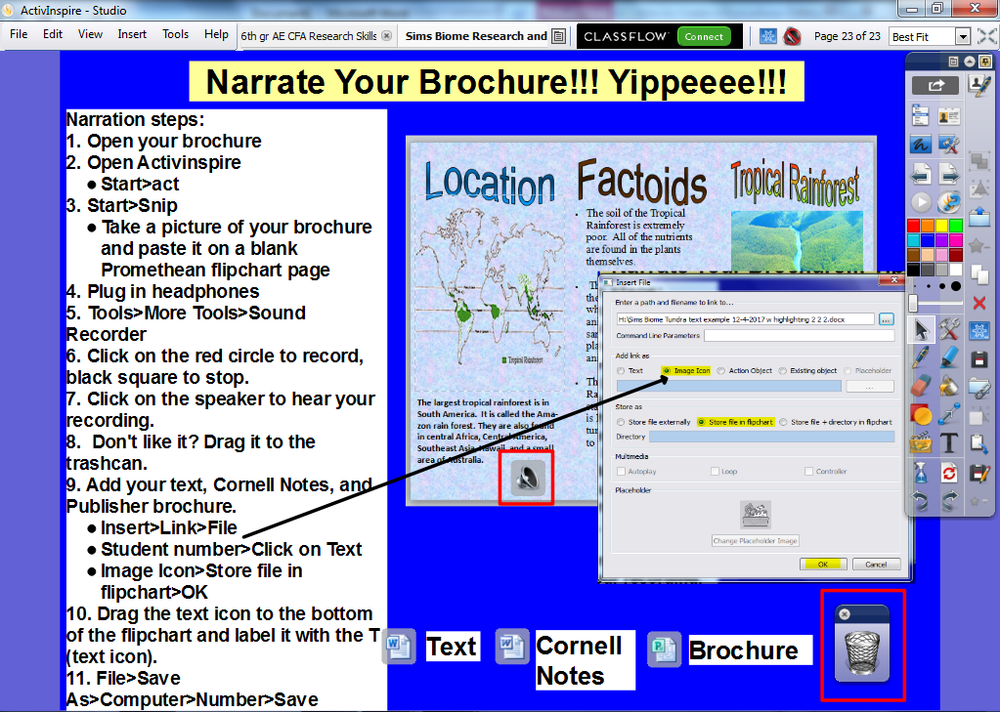 ActivInspire - Studio
File Edit View Insert Tools Help
6th gr AE CFA Research Skills
Sims Biome Research and
CLASSFLOW Connect
Page 23 of 23
Best Fit
Narrate Your Brochure!!! Yippeeee!!!
Narration steps:
1. Open your brochure
2. Open Activinspire
● Start>act
3. Start>Snip
● Take a picture of your brochure
and paste it on a blank
Promethean flipchart page
4. Plug in headphones
5. Tools>More Tools>Sound
Recorder
6. Click on the red circle to record,
black square to stop.
7. Click on the speaker to hear your
recording.
8. Don't like it? Drag it to the
trashcan.
9. Add your text, Cornell Notes, and
Publisher brochure.
● Insert>Link>File
● Student number>Click on Text
● Image Icon>Store file in
flipchart>OK
10. Drag the text icon to the bottom
of the flipchart and label it with the T
(text icon).
11. File>Save
As>Computer>Number>Save
Location
Tropical Rainforest
The largest tropical rainforest is in
South America. It is called the Ama-
zon rain forest. They are also found
in central Africa, Central America,
Southeast Asia, Hawaii, and a small
area of Australia.
Factoids
• The soil of the Tropical
Rainforest is extremely
poor. All of the nutrients
are found in the plants
themselves.
Tropical Rainforest
Insert File
Enter a path and filename to link to...
H:\Sims Biome Tundra text example 12-4-2017 w highlighting 2 2 2.docx
...
Command Line Parameters
Add link as
Text Image Icon Action Object Existing object Placeholder
...
Store as
Store file externally Store file in flipchart Store file + directory in flipchart
Directory
Multimedia
Autoplay Loop Controller
Placeholder
Change Placeholder Image
OK Cancel
Text
Cornell
Notes
Brochure